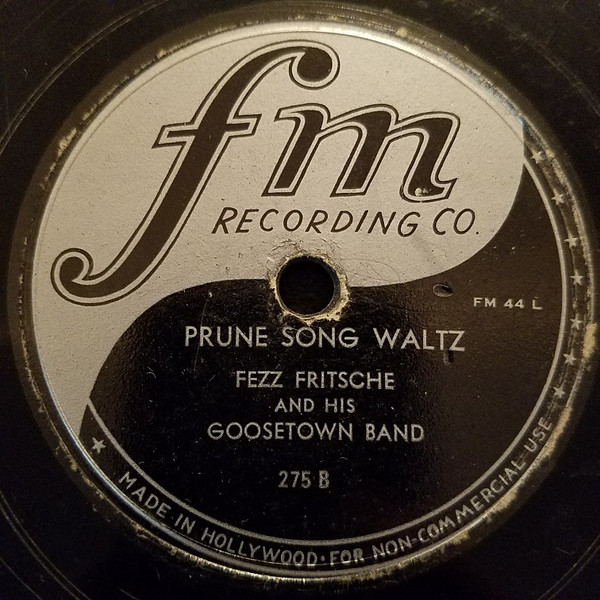 fm
RECORDING CO.
FM 44 L
PRUNE SONG WALTZ
FEZZ FRITSCHE
AND HIS
GOOSETOWN BAND
275 B
★ MADE IN HOLLYWOOD · FOR NON-COMMERCIAL USE ★